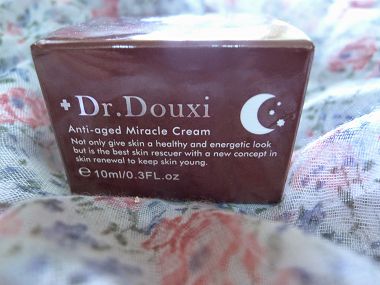 Dr.Douxi
Anti-aged Miracle Cream
Not only give skin a healthy and energetic look
but is the best skin rescuer with a new concept in
skin renewal to keep skin young.
10ml/0.3FL.oz